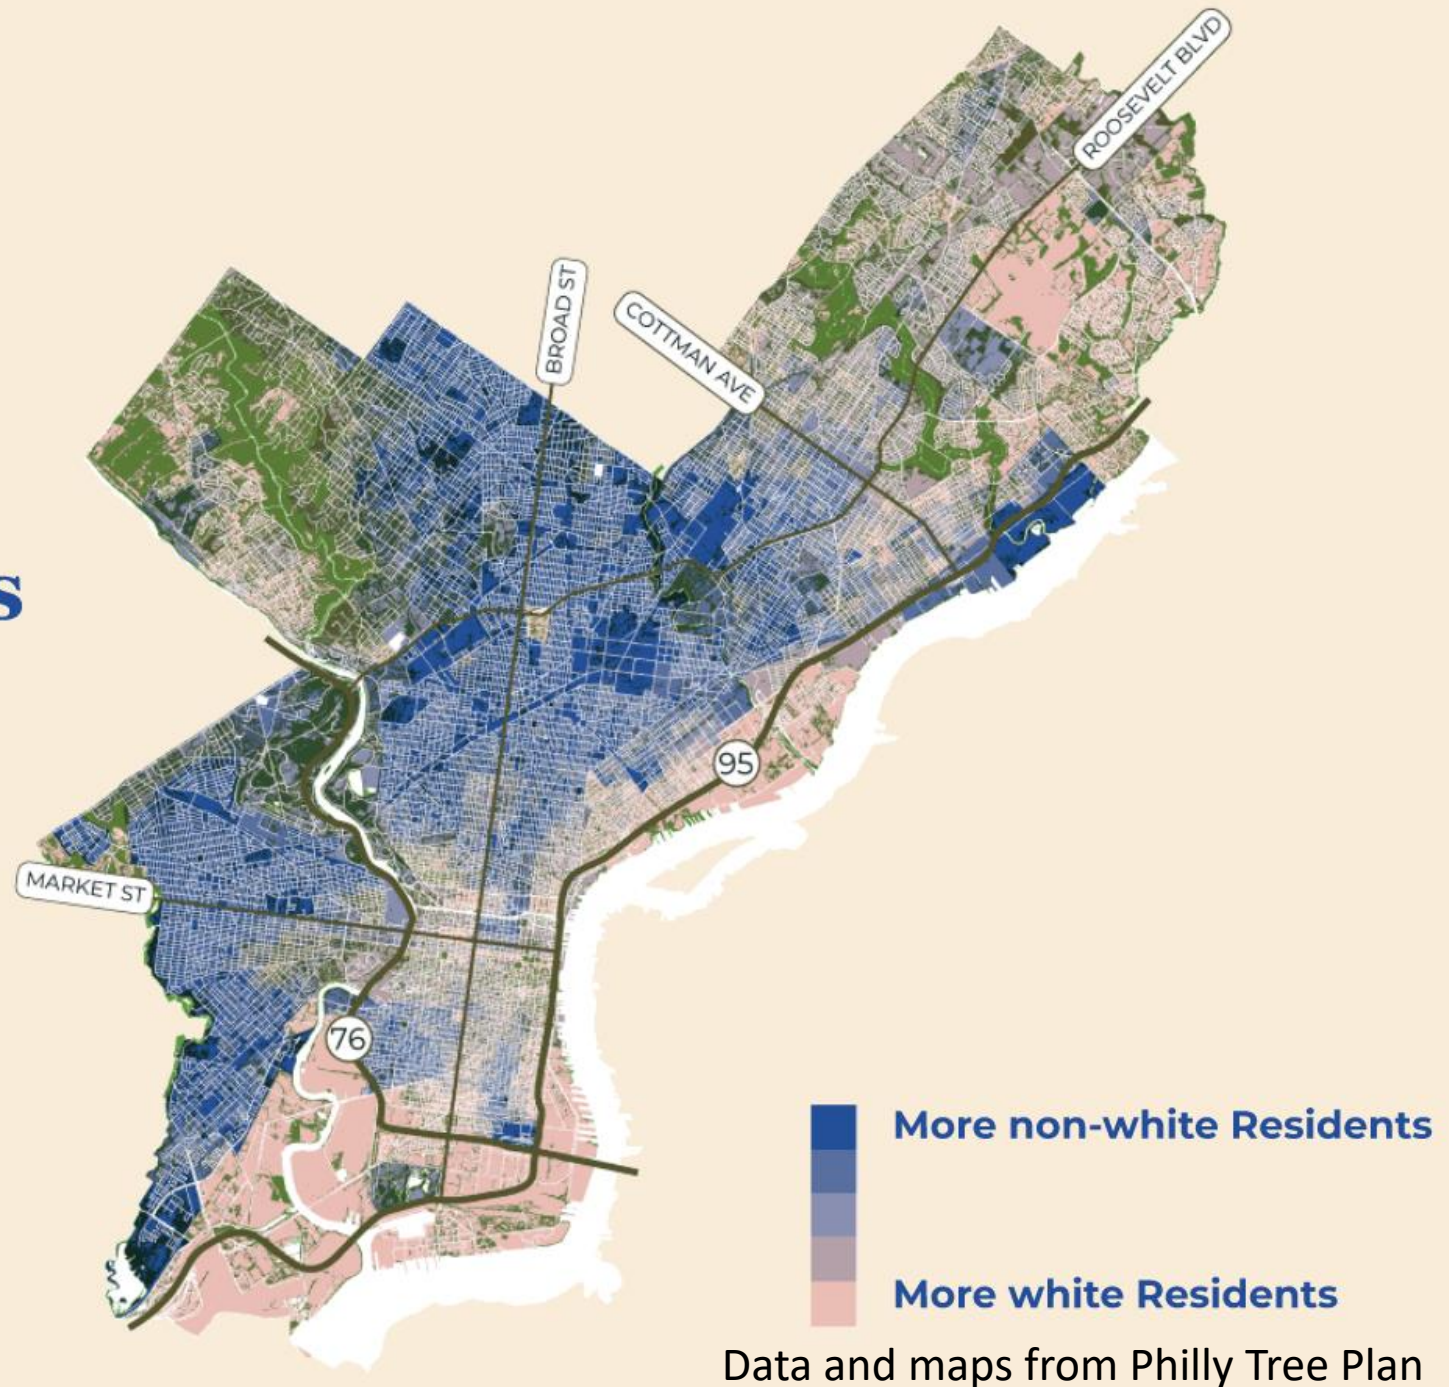 ROOSEVELT BLVD
BROAD ST
COTTMAN AVE
s
95
MARKET ST
76
More non-white Residents
More white Residents
Data and maps from Philly Tree Plan